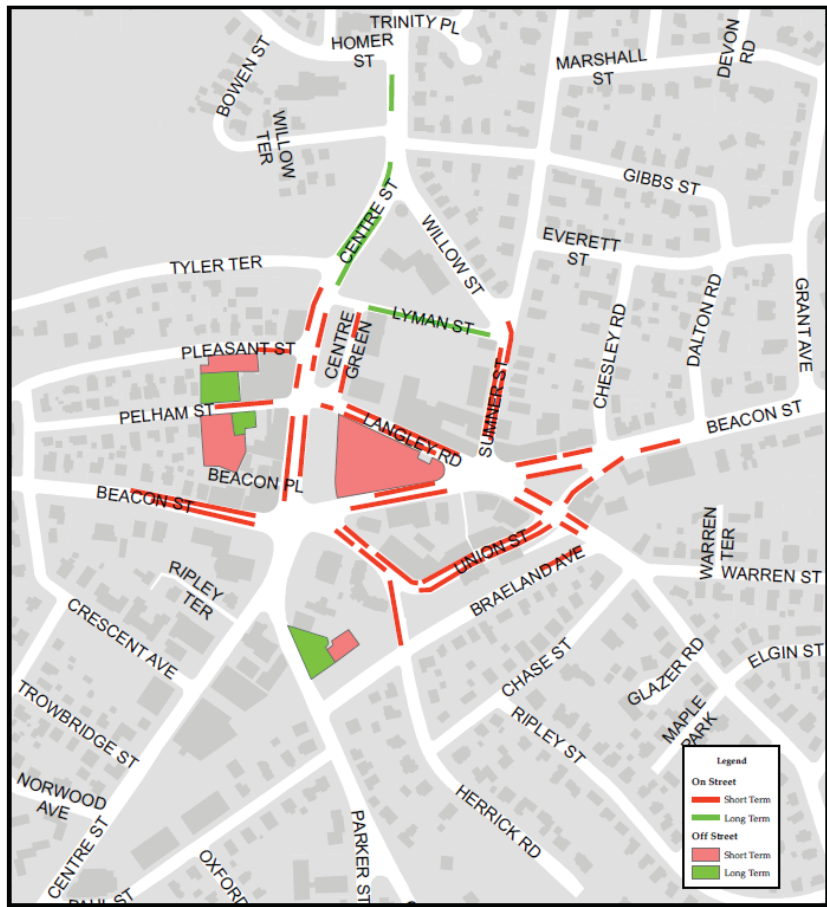 TRINITY PL
HOMER
ST
BOWEN ST
WILLOW
TER
MARSHALL
ST
DEVON
RD
GIBBS ST
CENTRE ST
WILLOW ST
EVERETT
ST
TYLER TER
GRANT AVE
LYMAN ST
CENTRE
GREEN
DALTON RD
CHESLEY RD
PLEASANT ST
PELHAM ST
SUMNER ST
LANGLEY RD
BEACON ST
BEACON PL
BEACON ST
UNION ST
BRAELAND AVE
WARREN
TER
WARREN ST
RIPLEY
TER
CRESCENT AVE
CHASE ST
GLAZER RD
ELGIN ST
MAPLE
PARK
TROWBRIDGE ST
RIPLEY ST
NORWOOD
AVE
HERRICK RD
CENTRE ST
PARKER ST
OXFORD
Legend
On Street
Short Term
Long Term
Off Street
Short Term
Long Term